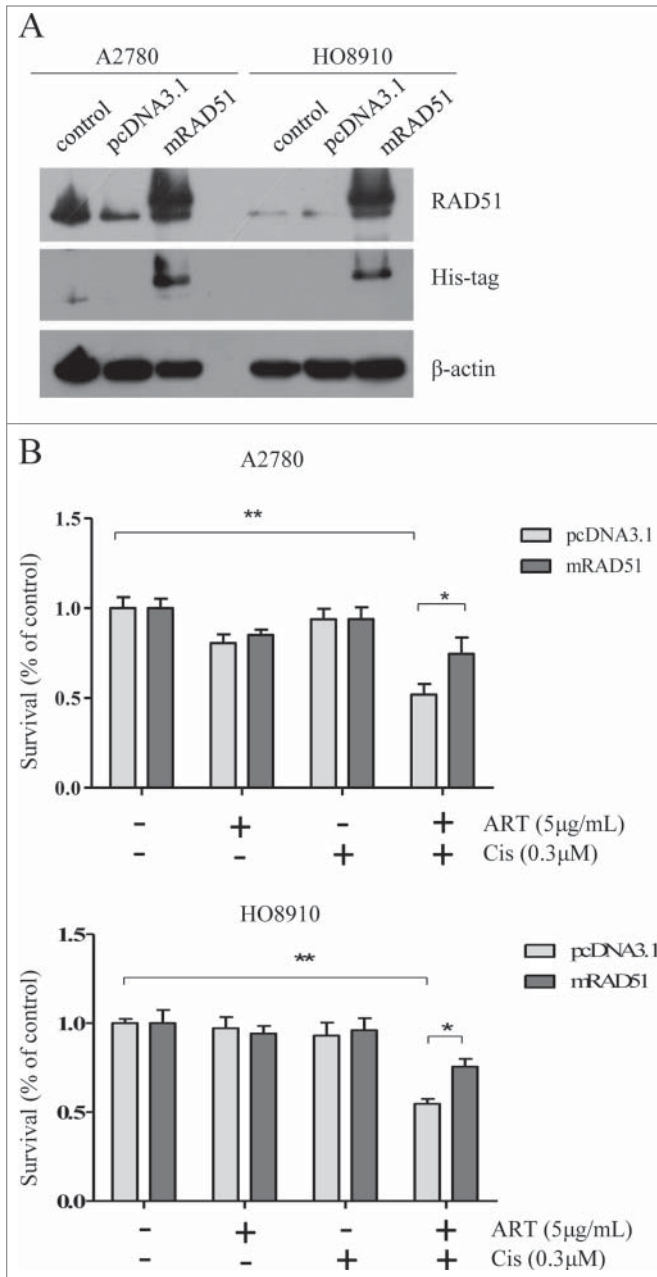 A
A2780 HO8910
control pcDNA3.1 mRAD51 control pcDNA3.1 mRAD51
RAD51
His-tag
β-actin
B
A2780
Survival (% of control)
1.5
1.0
0.5
0.0
**
*
pcDNA3.1
mRAD51
- + - + ART (5μg/mL)
- - + + Cis (0.3μM)
HO8910
Survival (% of control)
1.5
1.0
0.5
0.0
**
*
pcDNA3.1
mRAD51
- + - + ART (5μg/mL)
- - + + Cis (0.3μM)